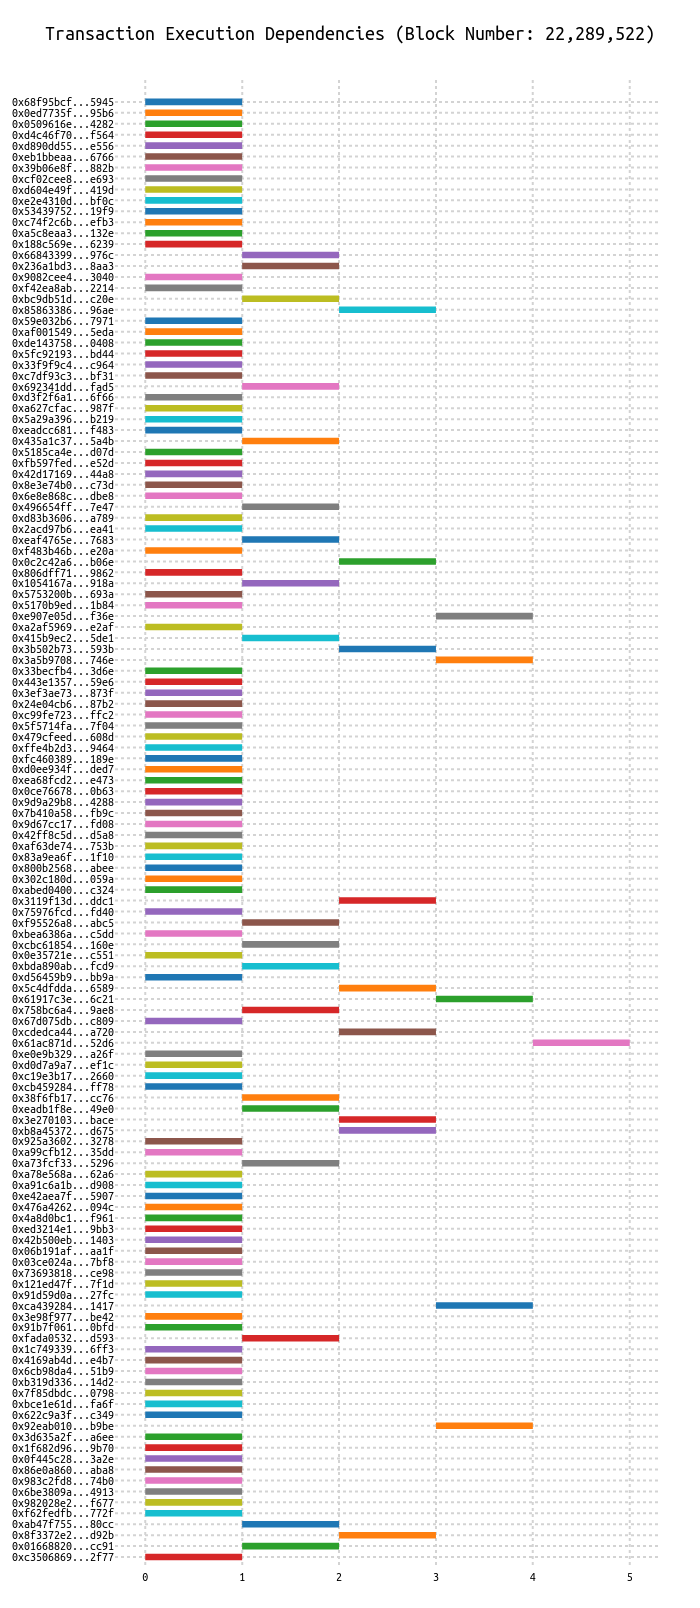 Transaction Execution Dependencies (Block Number: 22,289,522)
0x68f95bcf...5945
0x0ed7735f...95b6
0x0509616e...4282
0xd4c46f70...f564
0xd890dd55...e556
0xeb1bbeaa...6766
0x39b06e8f...882b
0xcf02cee8...e693
0xd604e49f...419d
0xe2e4310d...bf0c
0x53439752...19f9
0xc74f2c6b...efb3
0xa5c8eaa3...132e
0x188c569e...6239
0x66843399...976c
0x236a1bd3...8aa3
0x9082cee4...3040
0xf42ea8ab...2214
0xbc9db51d...c20e
0x85863386...96ae
0x59e032b6...7971
0xaf001549...5eda
0xde143758...0408
0x5fc92193...bd44
0x33f9f9c4...c964
0xc7df93c3...bf31
0x692341dd...fad5
0xd3f2f6a1...6f66
0xa627cfac...987f
0x5a29a396...b219
0xeadcc681...f483
0x435a1c37...5a4b
0x5185ca4e...d07d
0xfb597fed...e52d
0x42d17169...44a8
0x8e3e74b0...c73d
0x6e8e868c...dbe8
0x496654ff...7e47
0xd83b3606...a789
0x2acd97b6...ea41
0xeaf4765e...7683
0xf483b46b...e20a
0x0c2c42a6...b06e
0x806dff71...9862
0x1054167a...918a
0x5753200b...693a
0x5170b9ed...1b84
0xe907e05d...f36e
0xa2af5969...e2af
0x415b9ec2...5de1
0x3b502b73...593b
0x3a5b9708...746e
0x33becfb4...3d6e
0x443e1357...59e6
0x3ef3ae73...873f
0x24e04cb6...87b2
0xc99fe723...ffc2
0x5f5714fa...7f04
0x479cfeed...608d
0xffe4b2d3...9464
0xfc460389...189e
0xd0ee934f...ded7
0xea68fcd2...e473
0x0ce76678...0b63
0x9d9a29b8...4288
0x7b410a58...fb9c
0x9d67cc17...fd08
0x42ff8c5d...d5a8
0xaf63de74...753b
0x83a9ea6f...1f10
0x800b2568...abee
0x302c180d...059a
0xabed0400...c324
0x3119f13d...ddc1
0x75976fcd...fd40
0xf95526a8...abc5
0xbea6386a...c5dd
0xcbc61854...160e
0x0e35721e...c551
0xbda890ab...fcd9
0xd56459b9...bb9a
0x5c4dfdda...6589
0x61917c3e...6c21
0x758bc6a4...9ae8
0x67d075db...c809
0xcdedca44...a720
0x61ac871d...52d6
0xe0e9b329...a26f
0xd0d7a9a7...ef1c
0xc19e3b17...2660
0xcb459284...ff78
0x38f6fb17...cc76
0xeadb1f8e...49e0
0x3e270103...bace
0xb8a45372...d675
0x925a3602...3278
0xa99cfb12...35dd
0xa73fcf33...5296
0xa78e568a...62a6
0xa91c6a1b...d908
0xe42aea7f...5907
0x476a4262...094c
0x4a8d0bc1...f961
0xed3214e1...9bb3
0x42b500eb...1403
0x06b191af...aa1f
0x03ce024a...7bf8
0x73693818...ce98
0x121ed47f...7f1d
0x91d59d0a...27fc
0xca439284...1417
0x3e98f977...be42
0x91b7f061...0bfd
0xfada0532...d593
0x1c749339...6ff3
0x4169ab4d...e4b7
0x6cb98da4...51b9
0xb319d336...14d2
0x7f85dbdc...0798
0xbce1e61d...fa6f
0x622c9a3f...c349
0x92eab010...b9be
0x3d635a2f...a6ee
0x1f682d96...9b70
0x0f445c28...3a2e
0x86e0a860...aba8
0x983c2fd8...74b0
0x6be3809a...4913
0x982028e2...f677
0xf62fedfb...772f
0xab47f755...80cc
0x8f3372e2...d92b
0x01668820...cc91
0xc3506869...2f77
0 1 2 3 4 5